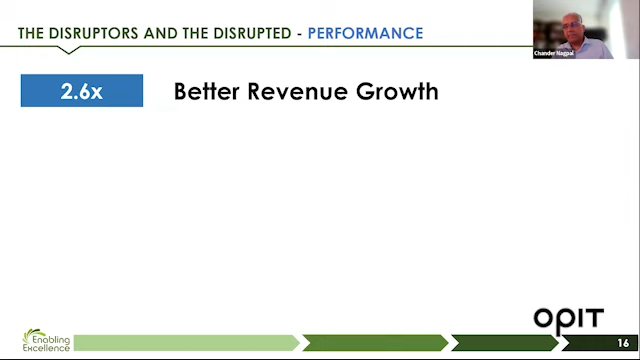 THE DISRUPTORS AND THE DISRUPTED - PERFORMANCE
Chander Nagpal
2.6x Better Revenue Growth
OPIT
Enabling
Excellence
16